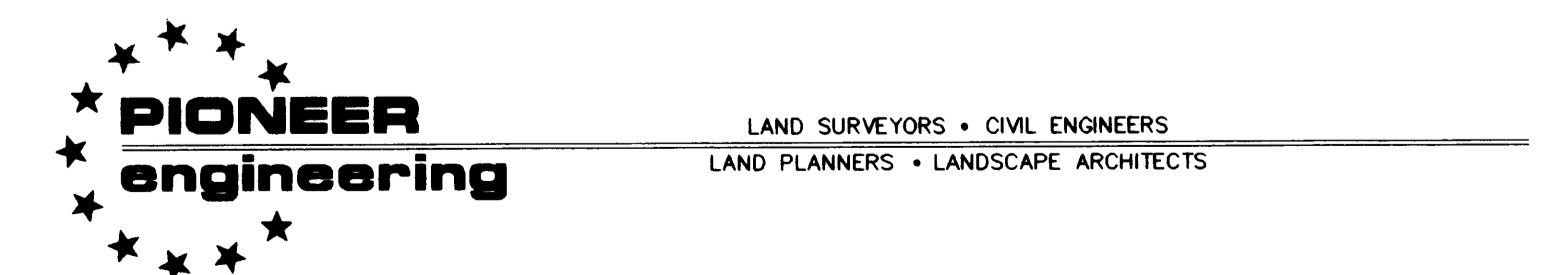 PIONEER
engineering
LAND SURVEYORS • CIVIL ENGINEERS
LAND PLANNERS • LANDSCAPE ARCHITECTS